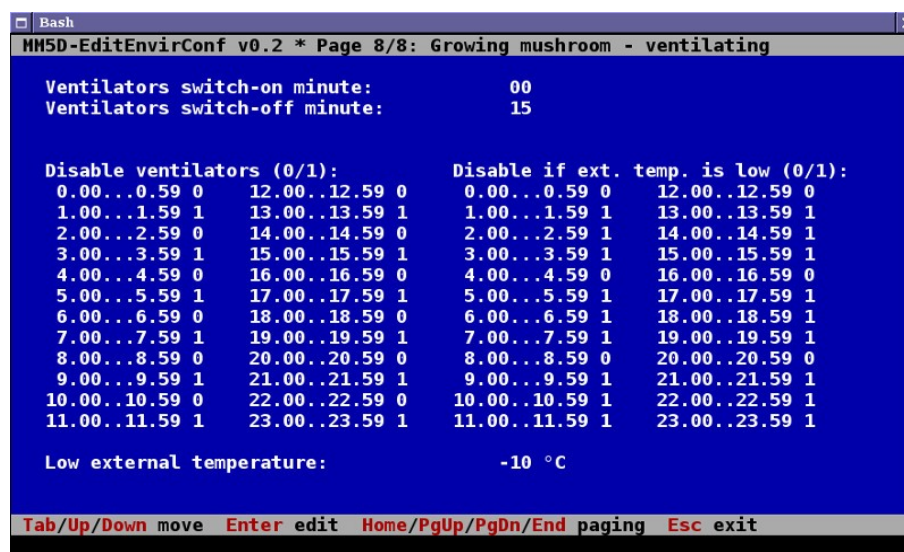 Bash
MM5D-EditEnvirConf v0.2 * Page 8/8: Growing mushroom - ventilating
Ventilators switch-on minute: 00
Ventilators switch-off minute: 15
Disable ventilators (0/1): Disable if ext. temp. is low (0/1):
0.00...0.59 0 12.00..12.59 0 0.00...0.59 0 12.00..12.59 0
1.00...1.59 1 13.00..13.59 1 1.00...1.59 1 13.00..13.59 1
2.00...2.59 0 14.00..14.59 0 2.00...2.59 1 14.00..14.59 1
3.00...3.59 1 15.00..15.59 1 3.00...3.59 1 15.00..15.59 1
4.00...4.59 0 16.00..16.59 0 4.00...4.59 0 16.00..16.59 0
5.00...5.59 1 17.00..17.59 1 5.00...5.59 1 17.00..17.59 1
6.00...6.59 0 18.00..18.59 0 6.00...6.59 1 18.00..18.59 1
7.00...7.59 1 19.00..19.59 1 7.00...7.59 1 19.00..19.59 1
8.00...8.59 0 20.00..20.59 0 8.00...8.59 0 20.00..20.59 0
9.00...9.59 1 21.00..21.59 1 9.00...9.59 1 21.00..21.59 1
10.00..10.59 0 22.00..22.59 0 10.00..10.59 1 22.00..22.59 1
11.00..11.59 1 23.00..23.59 1 11.00..11.59 1 23.00..23.59 1
Low external temperature: -10 °C
Tab/Up/Down move Enter edit Home/PgUp/PgDn/End paging Esc exit